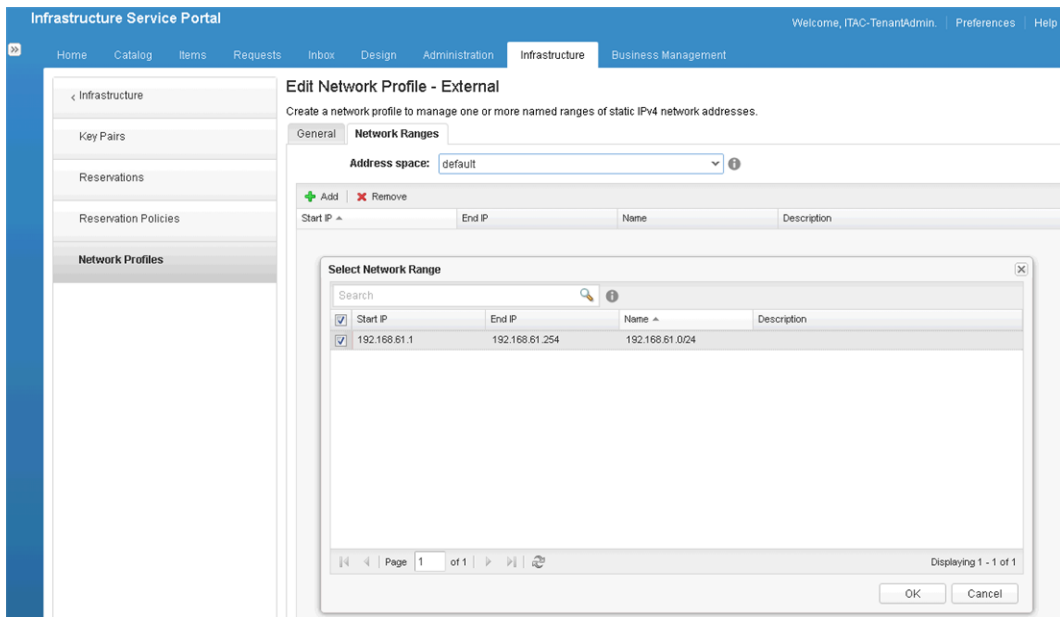 Infrastructure Service Portal
Welcome, ITAC-TenantAdmin. | Preferences | Help
Home Catalog Items Requests Inbox Design Administration Infrastructure Business Management
< Infrastructure
Key Pairs
Reservations
Reservation Policies
Network Profiles
Edit Network Profile - External
Create a network profile to manage one or more named ranges of static IPv4 network addresses.
General Network Ranges
Address space: default
Add Remove
Start IP End IP Name Description
Select Network Range
Search
Start IP End IP Name Description
192.168.61.1 192.168.61.254 192.168.61.0/24
Page 1 of 1 Displaying 1 - 1 of 1
OK Cancel